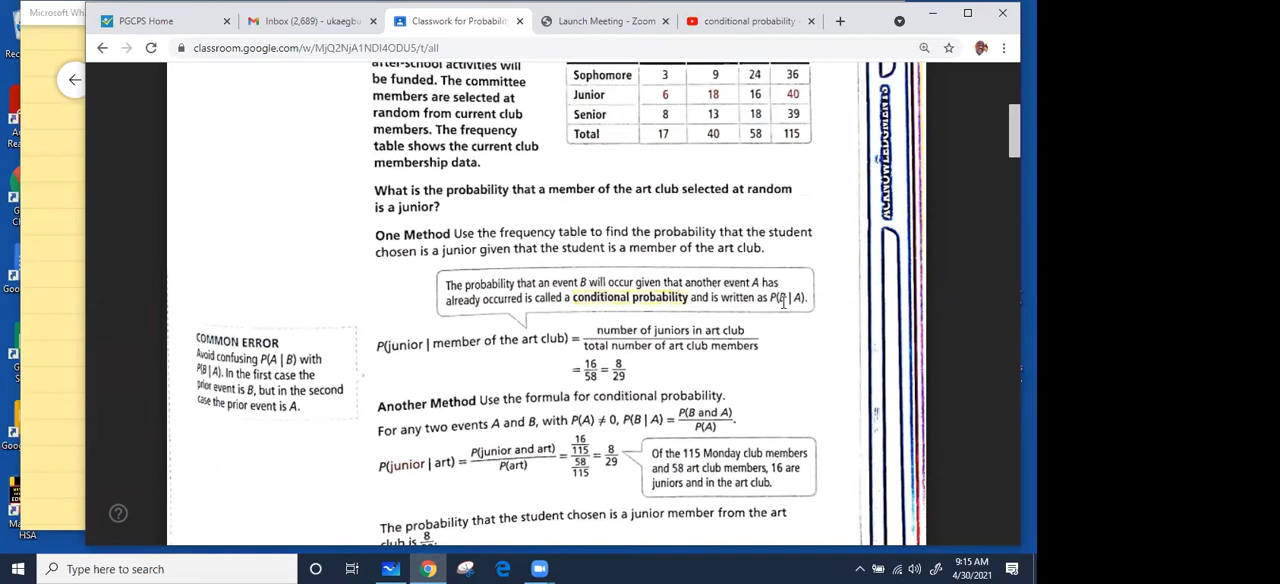 Microsoft Whi
PGCPS Home
Inbox (2,689) - ukaegbu
Classwork for Probabilit
Launch Meeting - Zoom
conditional probability -
classroom.google.com/w/MjQ2NjA1NDI4ODU5/t/all
after-school activities will
be funded. The committee
members are selected at
random from current club
members. The frequency
table shows the current club
membership data.
Sophomore 3 9 24 36
Junior 6 18 16 40
Senior 8 13 18 39
Total 17 40 58 115
What is the probability that a member of the art club selected at random
is a junior?
One Method Use the frequency table to find the probability that the student
chosen is a junior given that the student is a member of the art club.
The probability that an event B will occur given that another event A has
already occurred is called a conditional probability and is written as P(B | A).
P(junior | member of the art club) = number of juniors in art club / total number of art club members
= 16/58 = 8/29
COMMON ERROR
Avoid confusing P(A | B) with
P(B | A). In the first case the
prior event is B, but in the second
case the prior event is A.
Another Method Use the formula for conditional probability.
For any two events A and B, with P(A) ≠ 0, P(B | A) = P(B and A) / P(A).
P(junior | art) = P(junior and art) / P(art) = 16/115 / 58/115 = 8/29
Of the 115 Monday club members
and 58 art club members, 16 are
juniors and in the art club.
The probability that the student chosen is a junior member from the art
club is 8
ACKNOWLEDGMENTS
Rec
Ac
Rea
HSA
Type here to search
9:15 AM
4/30/2021